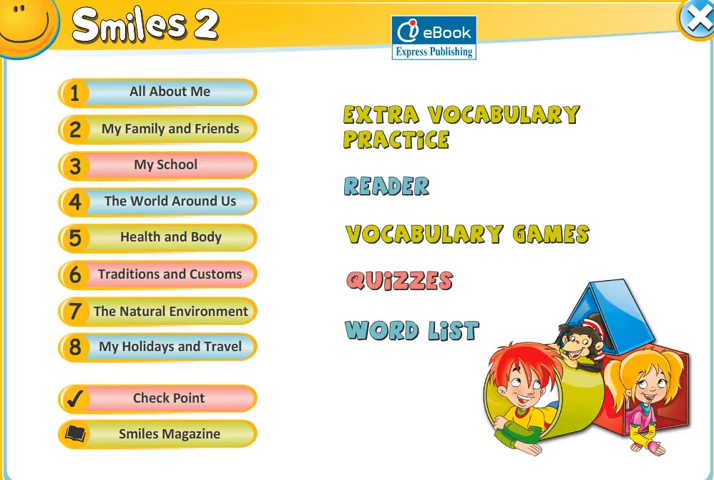 Smiles 2
i eBook
Express Publishing
1 All About Me
2 My Family and Friends
3 My School
4 The World Around Us
5 Health and Body
6 Traditions and Customs
7 The Natural Environment
8 My Holidays and Travel
Check Point
Smiles Magazine
EXTRA VOCABULARY
PRACTiCE
READER
VOCABULARY GAMES
QUiZZES
WORD LiST